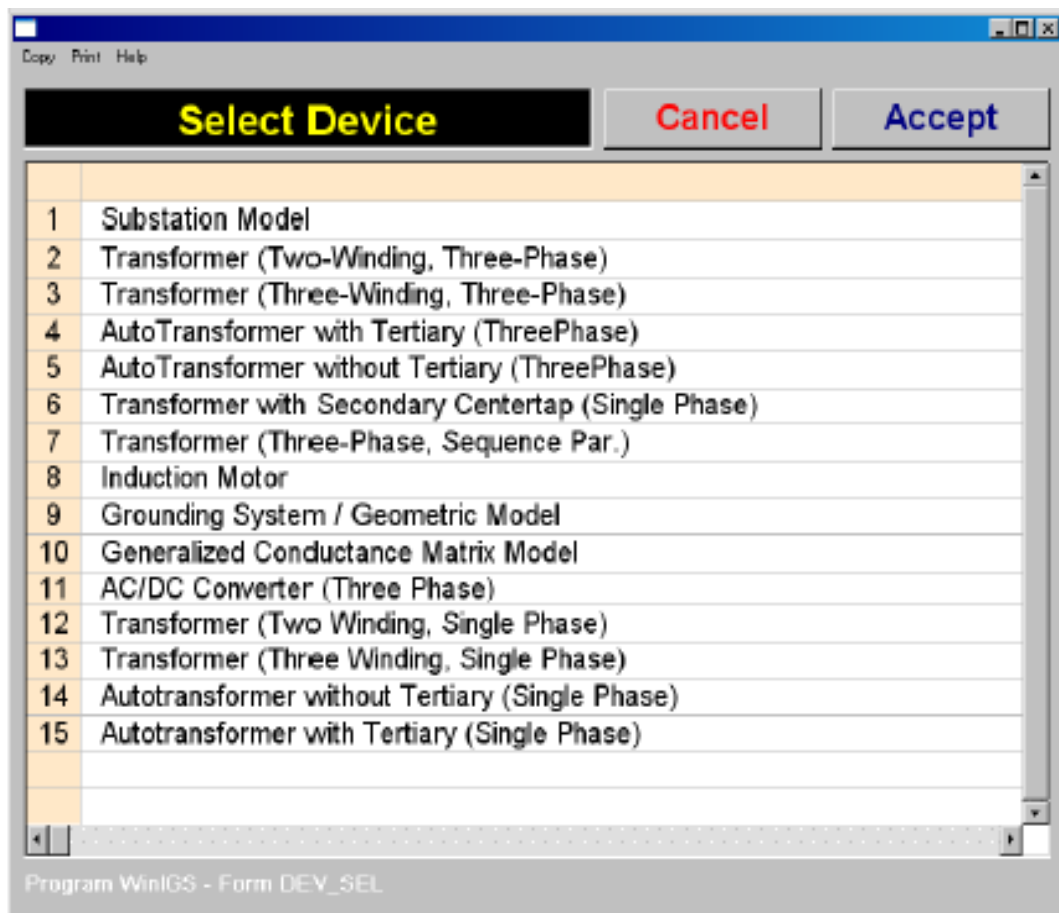 Copy Print Help
Select Device Cancel Accept
1 Substation Model
2 Transformer (Two-Winding, Three-Phase)
3 Transformer (Three-Winding, Three-Phase)
4 AutoTransformer with Tertiary (ThreePhase)
5 AutoTransformer without Tertiary (ThreePhase)
6 Transformer with Secondary Centertap (Single Phase)
7 Transformer (Three-Phase, Sequence Par.)
8 Induction Motor
9 Grounding System / Geometric Model
10 Generalized Conductance Matrix Model
11 AC/DC Converter (Three Phase)
12 Transformer (Two Winding, Single Phase)
13 Transformer (Three Winding, Single Phase)
14 Autotransformer without Tertiary (Single Phase)
15 Autotransformer with Tertiary (Single Phase)
Program WinIGS - Form DEV_SEL